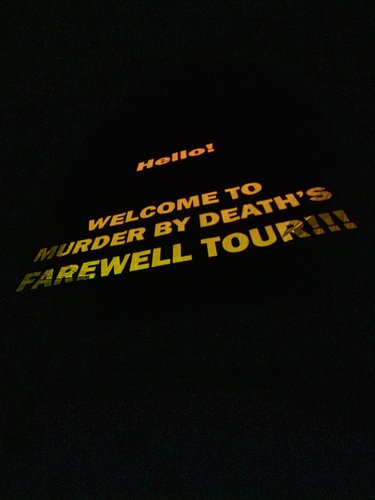 Hello!
WELCOME TO
MURDER BY DEATH'S
FAREWELL TOUR!!!